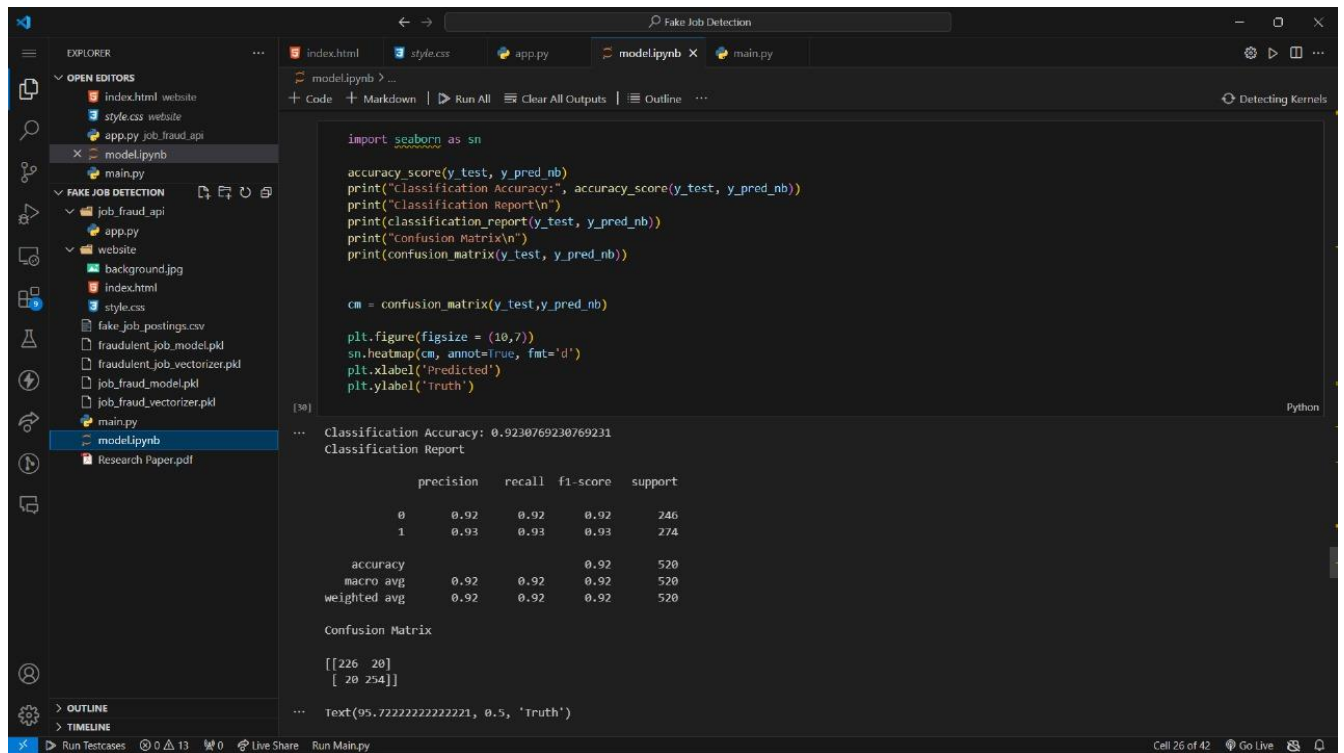 Fake Job Detection
EXPLORER
index.html
style.css
app.py
model.ipynb
main.py
OPEN EDITORS
index.html website
style.css website
app.py job_fraud_api
model.ipynb
main.py
FAKE JOB DETECTION
job_fraud_api
app.py
website
background.jpg
index.html
style.css
fake_job_postings.csv
fraudulent_job_model.pkl
fraudulent_job_vectorizer.pkl
job_fraud_model.pkl
job_fraud_vectorizer.pkl
main.py
model.ipynb
Research Paper.pdf
OUTLINE
TIMELINE
9
model.ipynb > ...
+ Code + Markdown | Run All Clear All Outputs | Outline ...
Detecting Kernels
import seaborn as sn
accuracy_score(y_test, y_pred_nb)
print("Classification Accuracy:", accuracy_score(y_test, y_pred_nb))
print("Classification Report\n")
print(classification_report(y_test, y_pred_nb))
print("Confusion Matrix\n")
print(confusion_matrix(y_test, y_pred_nb))
cm = confusion_matrix(y_test,y_pred_nb)
plt.figure(figsize = (10,7))
sn.heatmap(cm, annot=True, fmt='d')
plt.xlabel('Predicted')
plt.ylabel('Truth')
[30]
Python
... Classification Accuracy: 0.9230769230769231
Classification Report
precision recall f1-score support
0 0.92 0.92 0.92 246
1 0.93 0.93 0.93 274
accuracy 0.92 520
macro avg 0.92 0.92 0.92 520
weighted avg 0.92 0.92 0.92 520
Confusion Matrix
[[226 20]
[ 20 254]]
... Text(95.72222222222221, 0.5, 'Truth')
Run Testcases 0 13 0 Live Share Run Main.py
Cell 26 of 42 Go Live